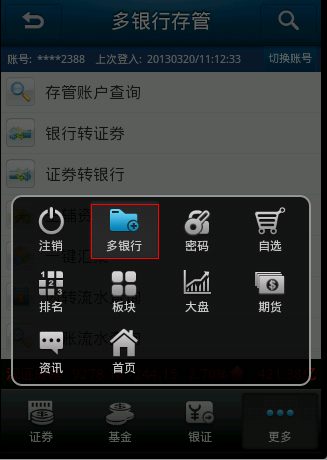 多银行存管
账号: ****2388 上次登入: 20130320/11:12:33 切换账号
存管账户查询
银行转证券
证券转银行
注销 多银行 密码 自选
排名 板块 大盘 期货
资讯 首页
证券 基金 银证 更多